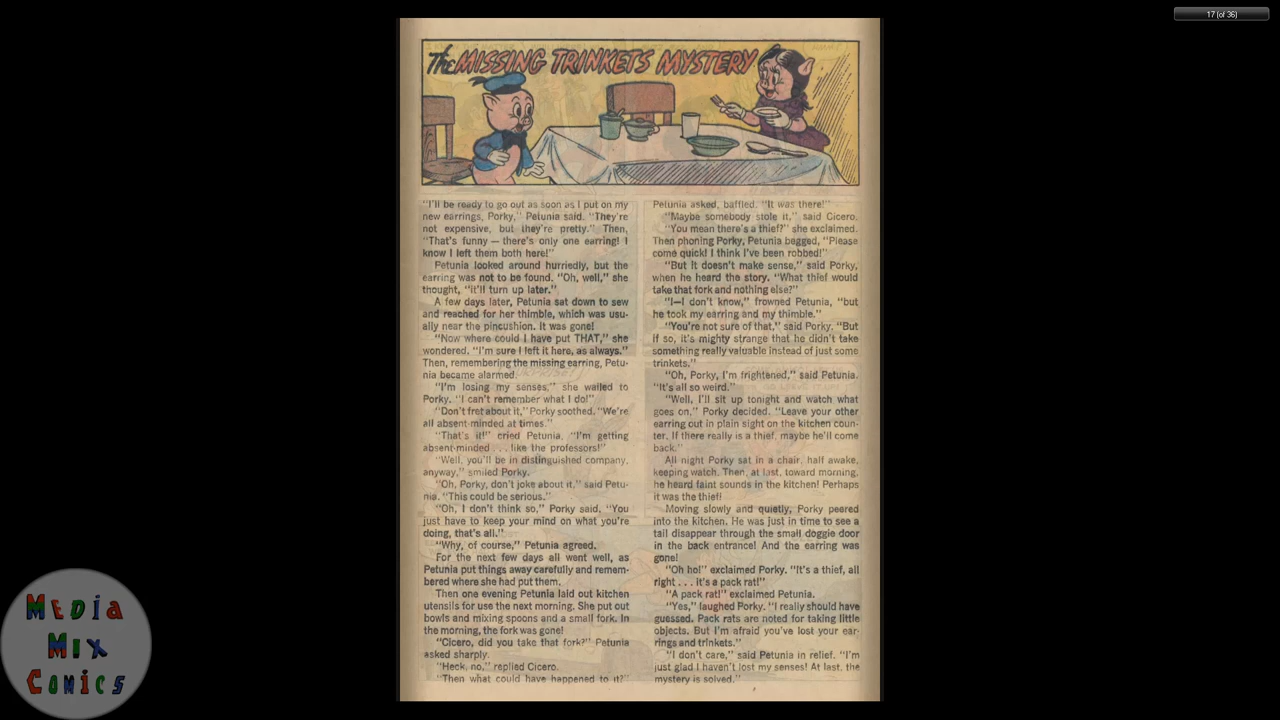 17 (of 36)
The MISSING TRINKETS MYSTERY
"I'll be ready to go out as soon as I put on my
new earrings, Porky," Petunia said. "They're
not expensive, but they're pretty." Then,
"That's funny — there's only one earring! I
know I left them both here!"
Petunia looked around hurriedly, but the
earring was not to be found. "Oh, well," she
thought, "it'll turn up later."
A few days later, Petunia sat down to sew
and reached for her thimble, which was usu-
ally near the pincushion. It was gone!
"Now where could I have put THAT," she
wondered. "I'm sure I left it here, as always."
Then, remembering the missing earring, Petu-
nia became alarmed.
"I'm losing my senses," she wailed to
Porky. "I can't remember what I do!"
"Don't fret about it," Porky soothed. "We're
all absent-minded at times."
"That's it!" cried Petunia. "I'm getting
absent-minded . . . like the professors!"
"Well, you'll be in distinguished company,
anyway," smiled Porky.
"Oh, Porky, don't joke about it," said Petu-
nia. "This could be serious."
"Oh, I don't think so," Porky said. "You
just have to keep your mind on what you're
doing, that's all."
"Why, of course," Petunia agreed.
For the next few days all went well, as
Petunia put things away carefully and remem-
bered where she had put them.
Then one evening Petunia laid out kitchen
utensils for use the next morning. She put out
bowls and mixing spoons and a small fork. In
the morning, the fork was gone!
"Cicero, did you take that fork?" Petunia
asked sharply.
"Heck, no," replied Cicero.
"Then what could have happened to it?"
Petunia asked, baffled. "It was there!"
"Maybe somebody stole it," said Cicero.
"You mean there's a thief?" she exclaimed.
Then phoning Porky, Petunia begged, "Please
come quick! I think I've been robbed!"
"But it doesn't make sense," said Porky,
when he heard the story. "What thief would
take that fork and nothing else?"
"I—I don't know," frowned Petunia, "but
he took my earring and my thimble."
"You're not sure of that," said Porky. "But
if so, it's mighty strange that he didn't take
something really valuable instead of just some
trinkets."
"Oh, Porky, I'm frightened," said Petunia.
"It's all so weird."
"Well, I'll sit up tonight and watch what
goes on," Porky decided. "Leave your other
earring out in plain sight on the kitchen coun-
ter. If there really is a thief, maybe he'll come
back."
All night Porky sat in a chair, half awake,
keeping watch. Then, at last, toward morning,
he heard faint sounds in the kitchen! Perhaps
it was the thief!
Moving slowly and quietly, Porky peered
into the kitchen. He was just in time to see a
tail disappear through the small doggie door
in the back entrance! And the earring was
gone!
"Oh ho!" exclaimed Porky. "It's a thief, all
right . . . it's a pack rat!"
"A pack rat!" exclaimed Petunia.
"Yes," laughed Porky. "I really should have
guessed. Pack rats are noted for taking little
objects. But I'm afraid you've lost your ear-
rings and trinkets."
"I don't care," said Petunia in relief. "I'm
just glad I haven't lost my senses! At last, the
mystery is solved."
MEDIA
MIX
COMICS